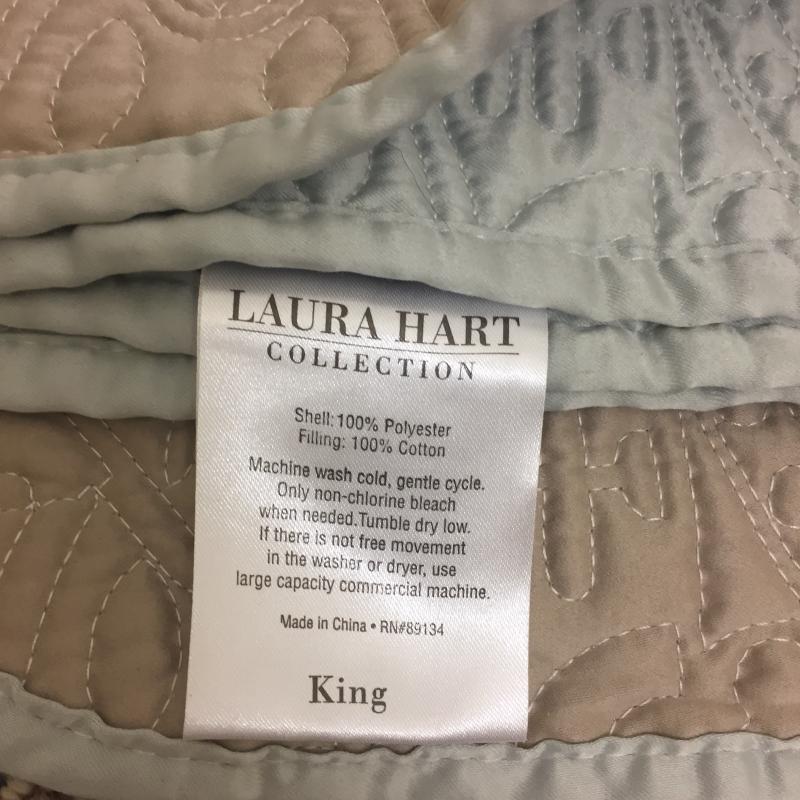 LAURA HART
COLLECTION
Shell: 100% Polyester
Filling: 100% Cotton
Machine wash cold, gentle cycle.
Only non-chlorine bleach
when needed. Tumble dry low.
If there is not free movement
in the washer or dryer, use
large capacity commercial machine.
Made in China • RN#89134
King